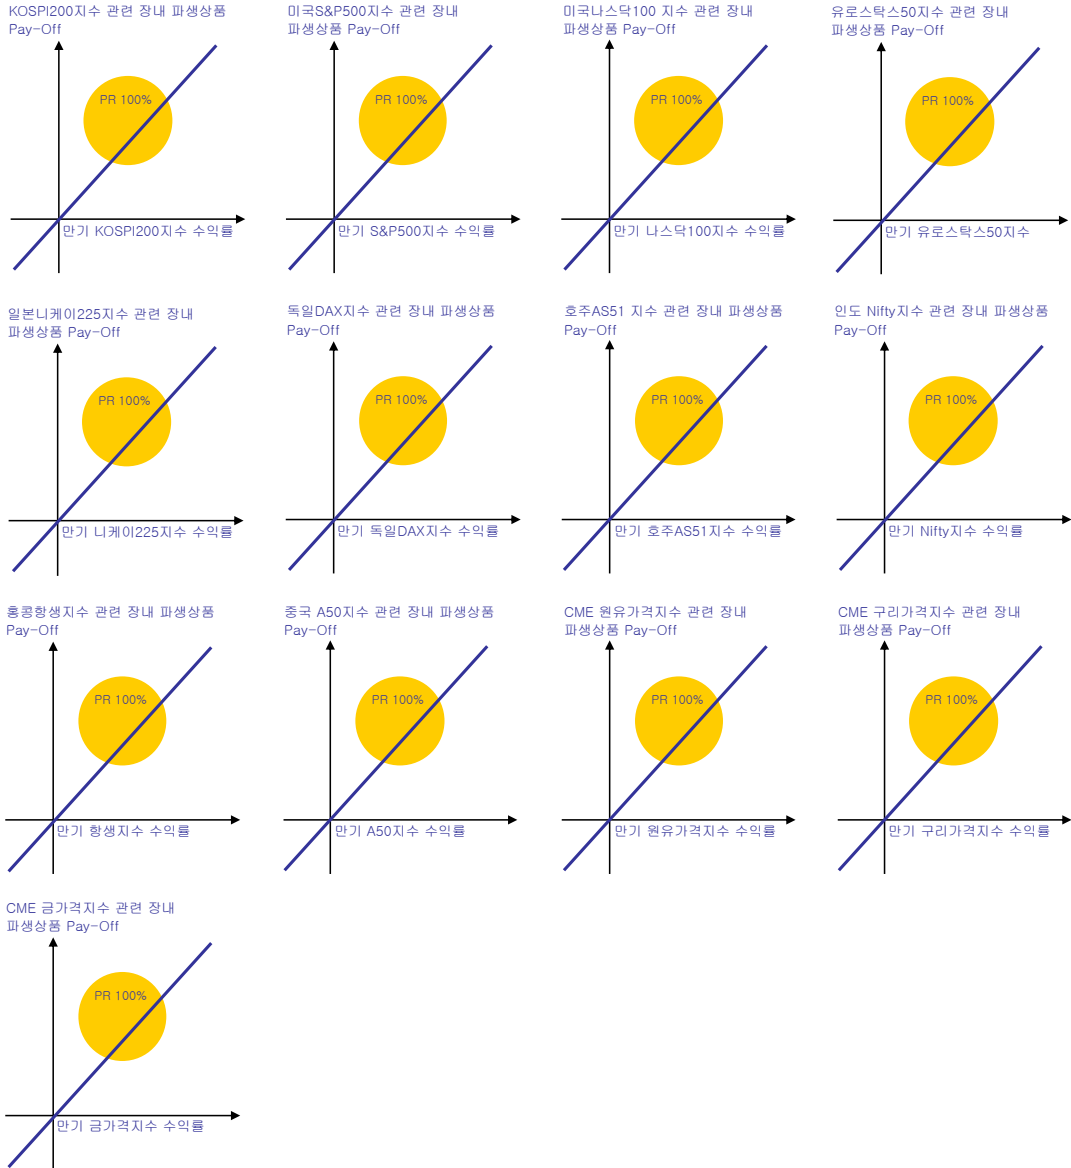 KOSPI200지수 관련 장내 파생상품
Pay-Off
PR 100%
만기 KOSPI200지수 수익률
미국S&P500지수 관련 장내
파생상품 Pay-Off
PR 100%
만기 S&P500지수 수익률
미국나스닥100 지수 관련 장내
파생상품 Pay-Off
PR 100%
만기 나스닥100지수 수익률
유로스탁스50지수 관련 장내
파생상품 Pay-Off
PR 100%
만기 유로스탁스50지수
일본니케이225지수 관련 장내
파생상품 Pay-Off
PR 100%
만기 니케이225지수 수익률
독일DAX지수 관련 장내 파생상품
Pay-Off
PR 100%
만기 독일DAX지수 수익률
호주AS51 지수 관련 장내 파생상품
Pay-Off
PR 100%
만기 호주AS51지수 수익률
인도 Nifty지수 관련 장내 파생상품
Pay-Off
PR 100%
만기 Nifty지수 수익률
홍콩항생지수 관련 장내 파생상품
Pay-Off
PR 100%
만기 항생지수 수익률
중국 A50지수 관련 장내 파생상품
Pay-Off
PR 100%
만기 A50지수 수익률
CME 원유가격지수 관련 장내
파생상품 Pay-Off
PR 100%
만기 원유가격지수 수익률
CME 구리가격지수 관련 장내
파생상품 Pay-Off
PR 100%
만기 구리가격지수 수익률
CME 금가격지수 관련 장내
파생상품 Pay-Off
PR 100%
만기 금가격지수 수익률